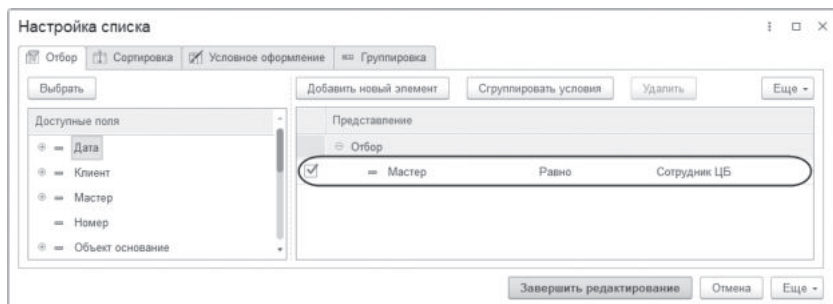 Настройка списка
Отбор Сортировка Условное оформление Группировка
Выбрать Добавить новый элемент Сгруппировать условия Удалить Еще
Доступные поля Представление
Дата Отбор
Клиент Мастер Равно Сотрудник ЦБ
Мастер
Номер
Объект основание
Завершить редактирование Отмена Еще